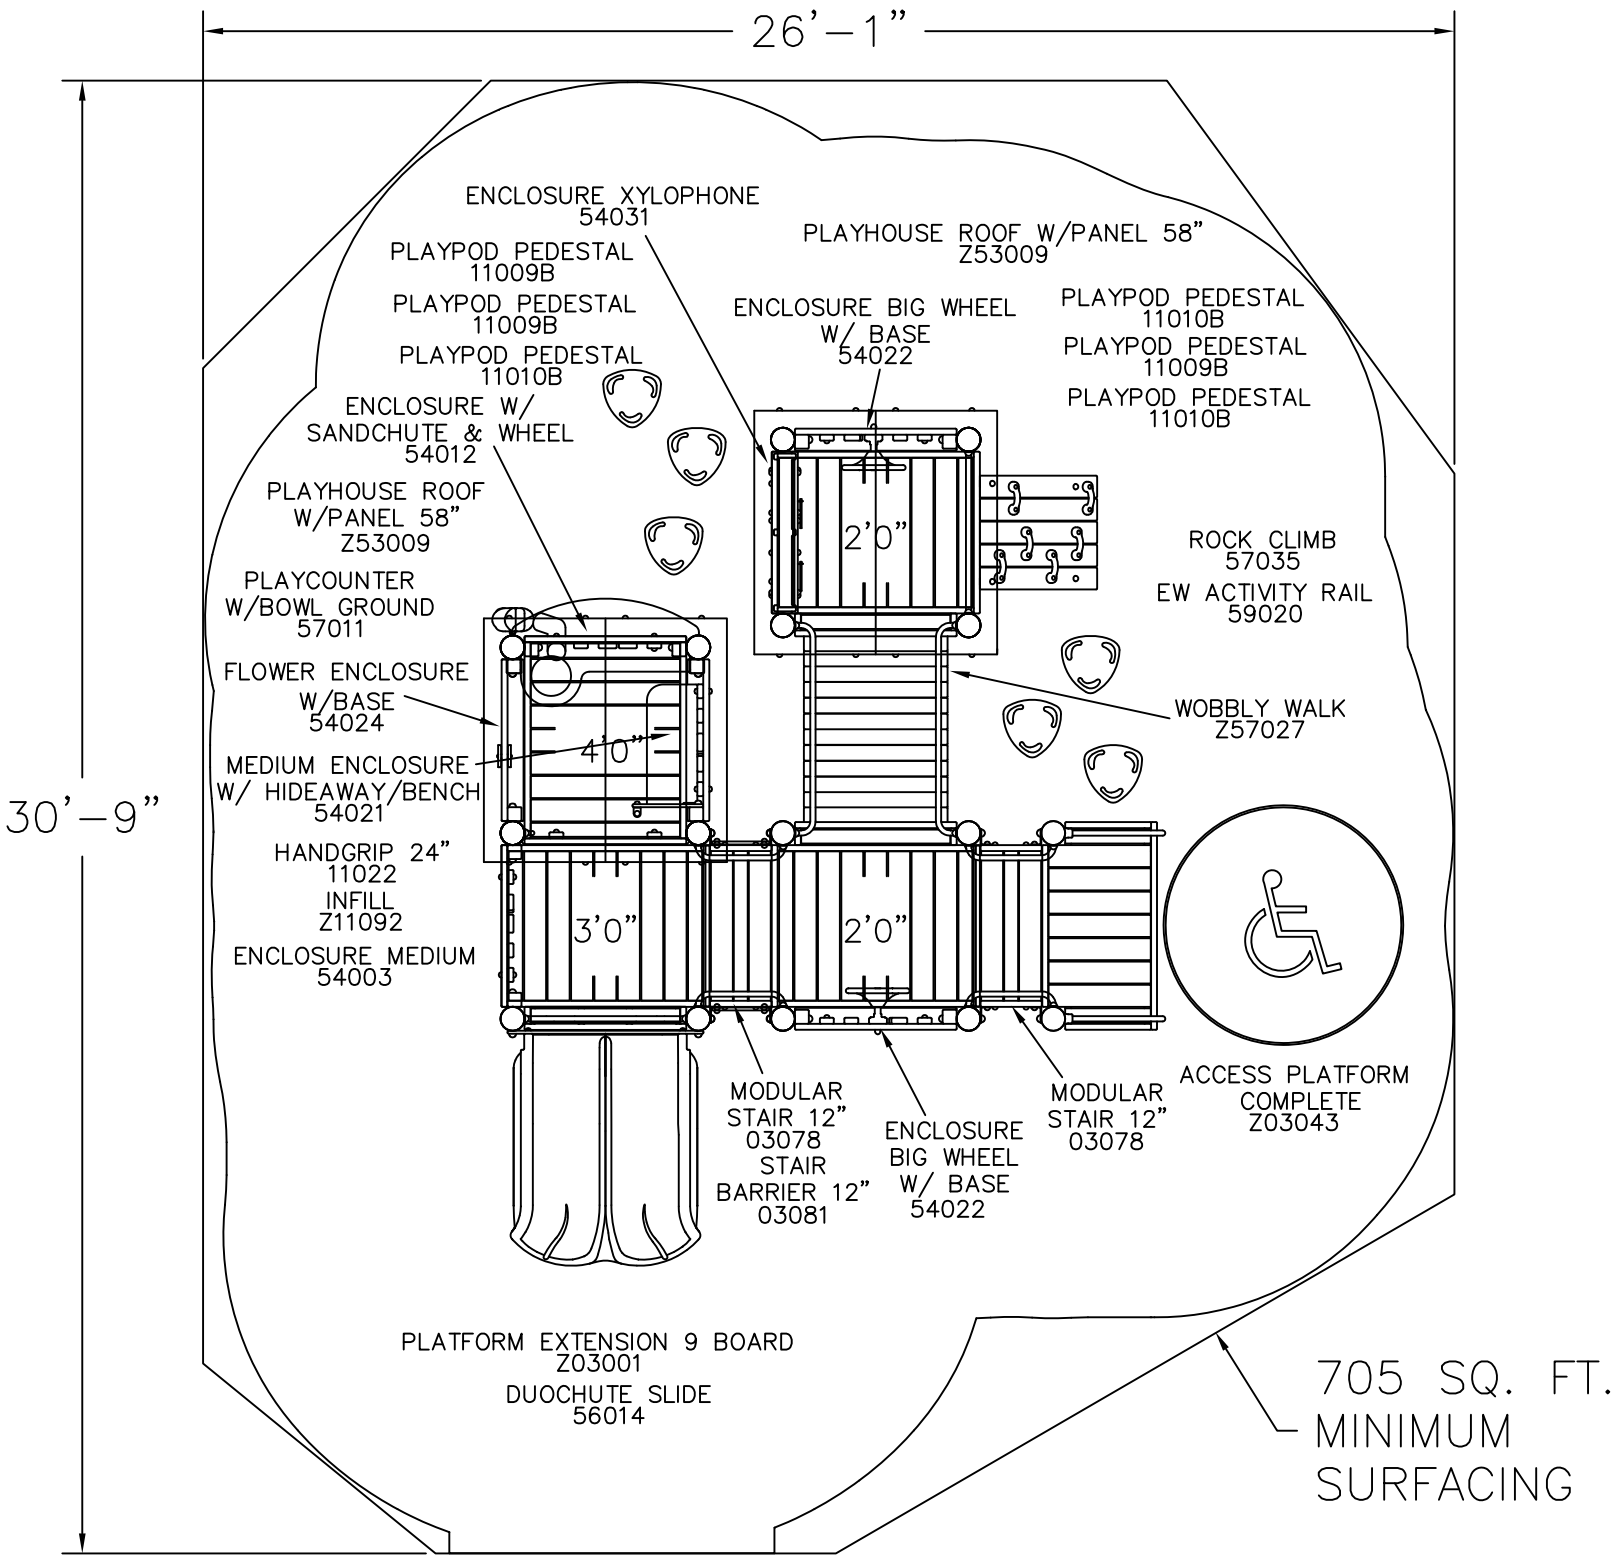 26'-1"
ENCLOSURE XYLOPHONE
54031
PLAYPOD PEDESTAL
11009B
PLAYPOD PEDESTAL
11009B
PLAYPOD PEDESTAL
11010B
ENCLOSURE W/
SANDCHUTE & WHEEL
54012
PLAYHOUSE ROOF
W/PANEL 58"
Z53009
PLAYCOUNTER
W/BOWL GROUND
57011
FLOWER ENCLOSURE
W/BASE
54024
MEDIUM ENCLOSURE
W/ HIDEAWAY/BENCH
54021
30'-9"
HANDGRIP 24"
11022
INFILL
Z11092
ENCLOSURE MEDIUM
54003
PLAYHOUSE ROOF W/PANEL 58"
Z53009
ENCLOSURE BIG WHEEL
W/ BASE
54022
PLAYPOD PEDESTAL
11010B
PLAYPOD PEDESTAL
11009B
PLAYPOD PEDESTAL
11010B
2'0"
ROCK CLIMB
57035
EW ACTIVITY RAIL
59020
WOBBLY WALK
Z57027
4'0"
3'0"
2'0"
MODULAR
STAIR 12"
03078
STAIR
BARRIER 12"
03081
ENCLOSURE
BIG WHEEL
W/ BASE
54022
MODULAR
STAIR 12"
03078
ACCESS PLATFORM
COMPLETE
Z03043
PLATFORM EXTENSION 9 BOARD
Z03001
DUOCHUTE SLIDE
56014
705 SQ. FT.
MINIMUM
SURFACING